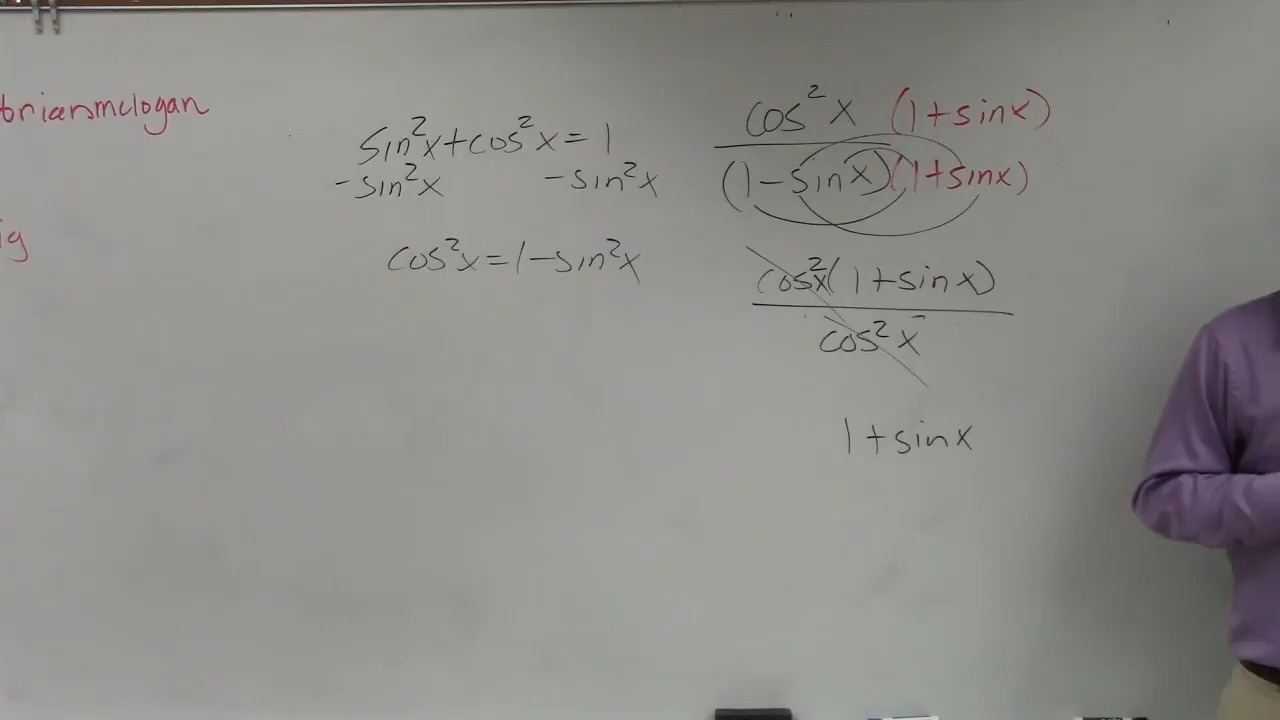 briansmclogan
ig
sin²x+cos²x=1
-sin²x -sin²x
cos²x=1-sin²x
cos²x (1+sinx)
(1-sinx)(1+sinx)
cos²x(1+sinx)
cos²x
1+sinx